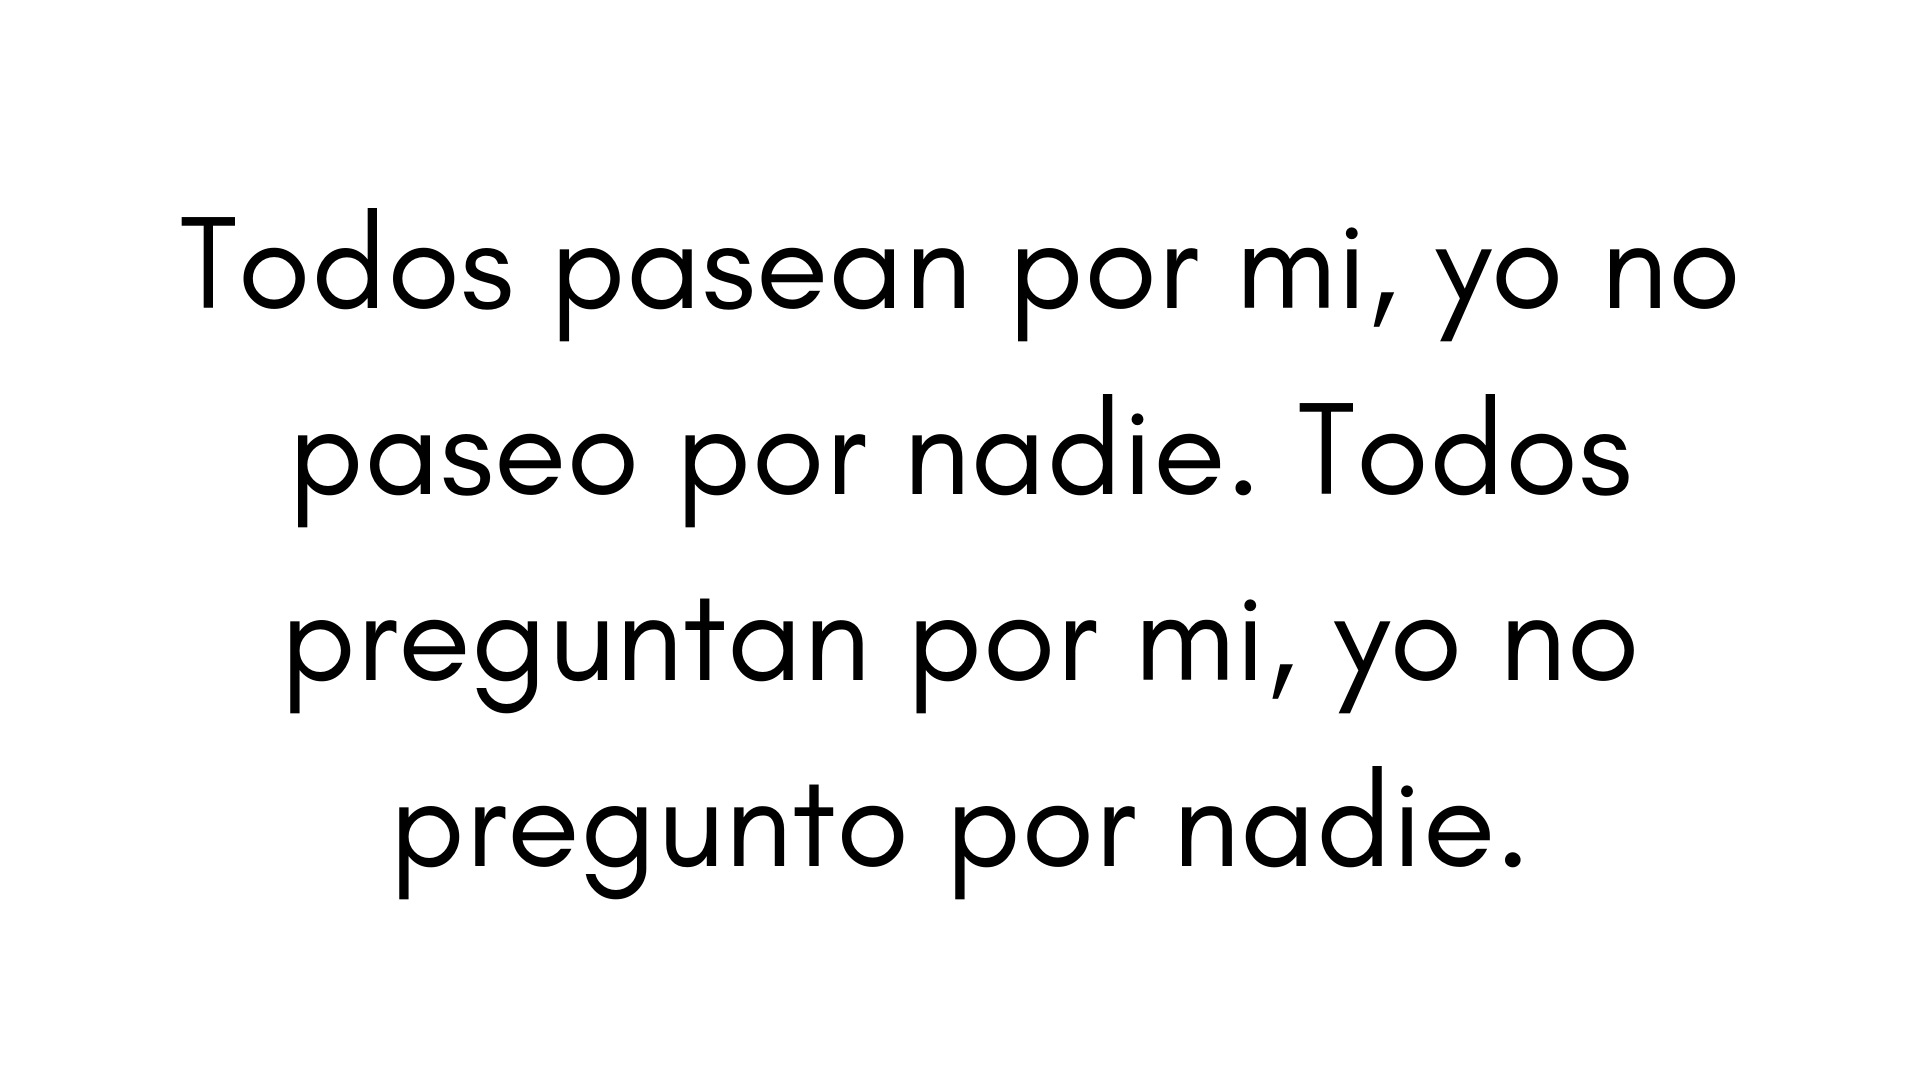 Todos pasean por mi, yo no
paseo por nadie. Todos
preguntan por mi, yo no
pregunto por nadie.